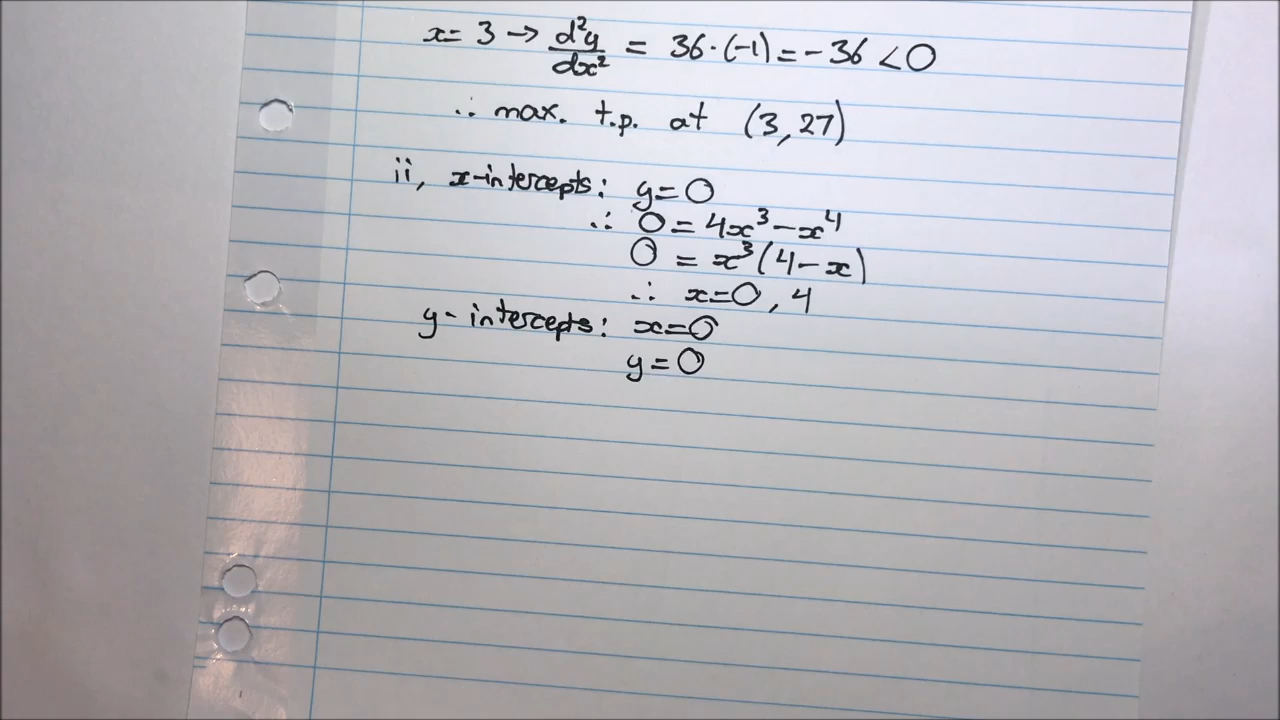 x = 3 → d²y/dx² = 36·(-1) = -36 < 0
∴ max. t.p. at (3, 27)
ii, x-intercepts: y = 0
∴ 0 = 4x³ - x⁴
0 = x³(4 - x)
∴ x = 0, 4
y-intercepts: x = 0
y = 0